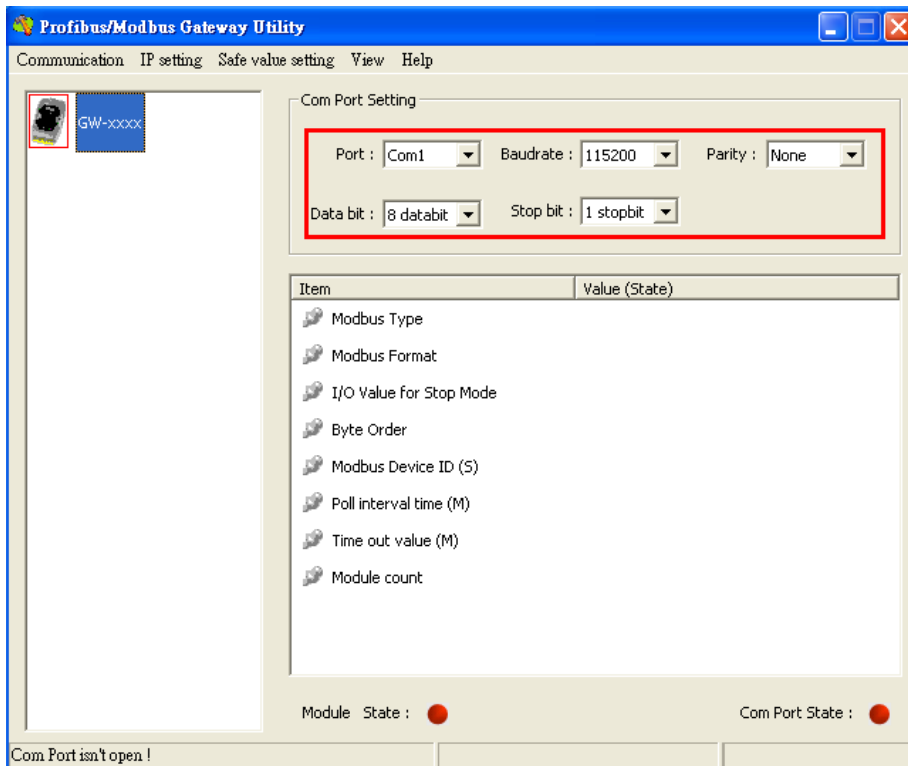 Profibus/Modbus Gateway Utility
Communication IP setting Safe value setting View Help
GW-xxxx
Com Port Setting
Port : Com1 Baudrate : 115200 Parity : None
Data bit : 8 databit Stop bit : 1 stopbit
Item Value (State)
Modbus Type
Modbus Format
I/O Value for Stop Mode
Byte Order
Modbus Device ID (S)
Poll interval time (M)
Time out value (M)
Module count
Module State : Com Port State :
Com Port isn't open !